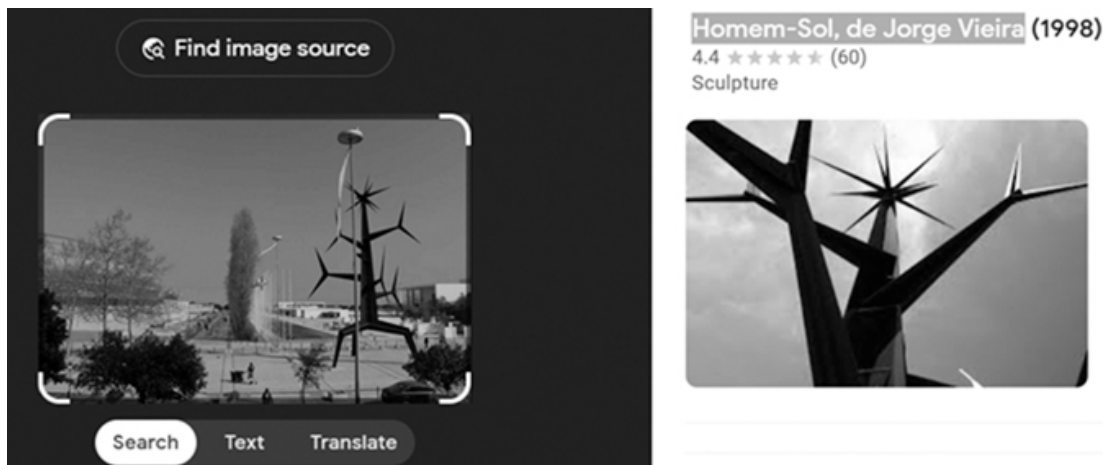 Find image source
Search Text Translate
Homem-Sol, de Jorge Vieira (1998)
4.4 ★★★★★ (60)
Sculpture